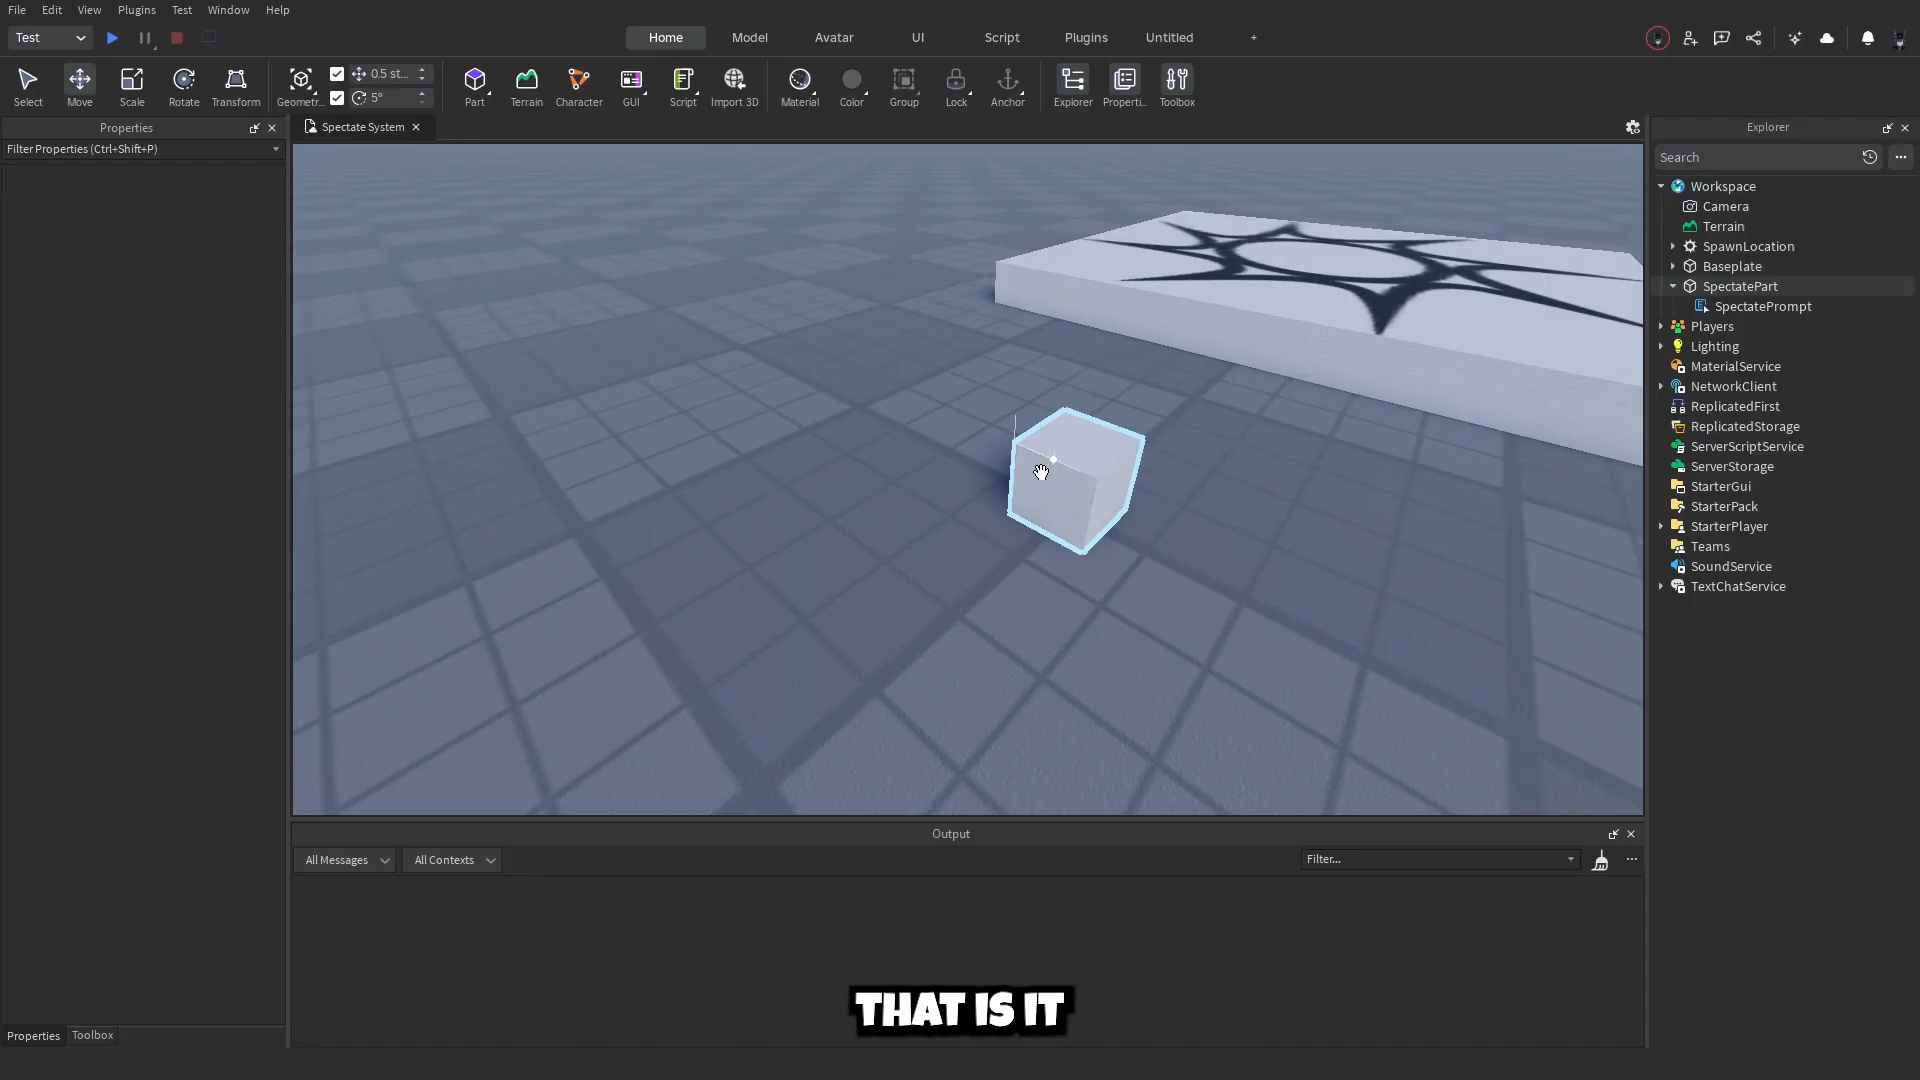 File Edit View Plugins Test Window Help
Test
Home Model Avatar UI Script Plugins Untitled +
0.5 st...
5°
Select Move Scale Rotate Transform Geometr... Part Terrain Character GUI Script Import 3D Material Color Group Lock Anchor Explorer Properti... Toolbox
Properties
Filter Properties (Ctrl+Shift+P)
Spectate System
Explorer
Search
Workspace
Camera
Terrain
SpawnLocation
Baseplate
SpectatePart
SpectatePrompt
Players
Lighting
MaterialService
NetworkClient
ReplicatedFirst
ReplicatedStorage
ServerScriptService
ServerStorage
StarterGui
StarterPack
StarterPlayer
Teams
SoundService
TextChatService
Output
All Messages All Contexts Filter...
THAT IS IT
Properties Toolbox